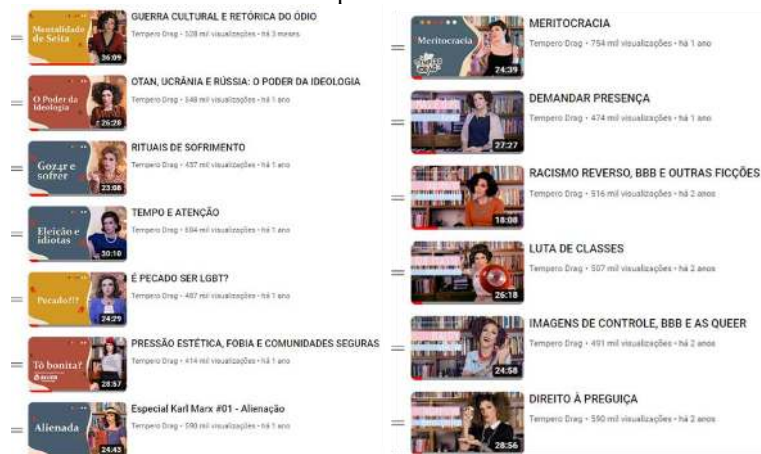 GUERRA CULTURAL E RETÓRICA DO ÓDIO
Mentalidade de Seita
Tempero Drag • 528 mil visualizações • há 3 meses
36:09
OTAN, UCRÂNIA E RÚSSIA: O PODER DA IDEOLOGIA
O Poder da Ideologia
Tempero Drag • 548 mil visualizações • há 1 ano
26:28
RITUAIS DE SOFRIMENTO
Goz4r e sofrer
Tempero Drag • 457 mil visualizações • há 1 ano
23:08
TEMPO E ATENÇÃO
Eleição e idiotas
Tempero Drag • mil visualizações • há 1 ano
30:10
É PECADO SER LGBT?
Pecado?!?
Tempero Drag • 487 mil visualizações • há 1 ano
24:29
PRESSÃO ESTÉTICA, FOBIA E COMUNIDADES SEGURAS
Tô bonita?
Tempero Drag • 414 mil visualizações • há 1 ano
28:57
Especial Karl Marx #01 - Alienação
Alienada
Tempero Drag • 590 mil visualizações • há 1 ano
24:43
MERITOCRACIA
Meritocracia
Tempero Drag • 754 mil visualizações • há 1 ano
24:39
DEMANDAR PRESENÇA
Tempero Drag • 474 mil visualizações • há 1 ano
27:27
RACISMO REVERSO, BBB E OUTRAS FICÇÕES
Tempero Drag • 516 mil visualizações • há 2 anos
18:08
LUTA DE CLASSES
Tempero Drag • 507 mil visualizações • há 2 anos
26:18
IMAGENS DE CONTROLE, BBB E AS QUEER
Tempero Drag • 491 mil visualizações • há 2 anos
24:58
DIREITO À PREGUIÇA
Tempero Drag • 590 mil visualizações • há 2 anos
28:56